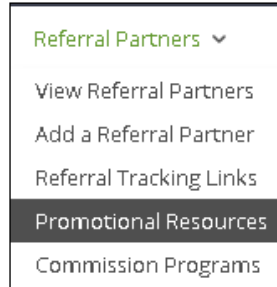 Referral Partners
View Referral Partners
Add a Referral Partner
Referral Tracking Links
Promotional Resources
Commission Programs